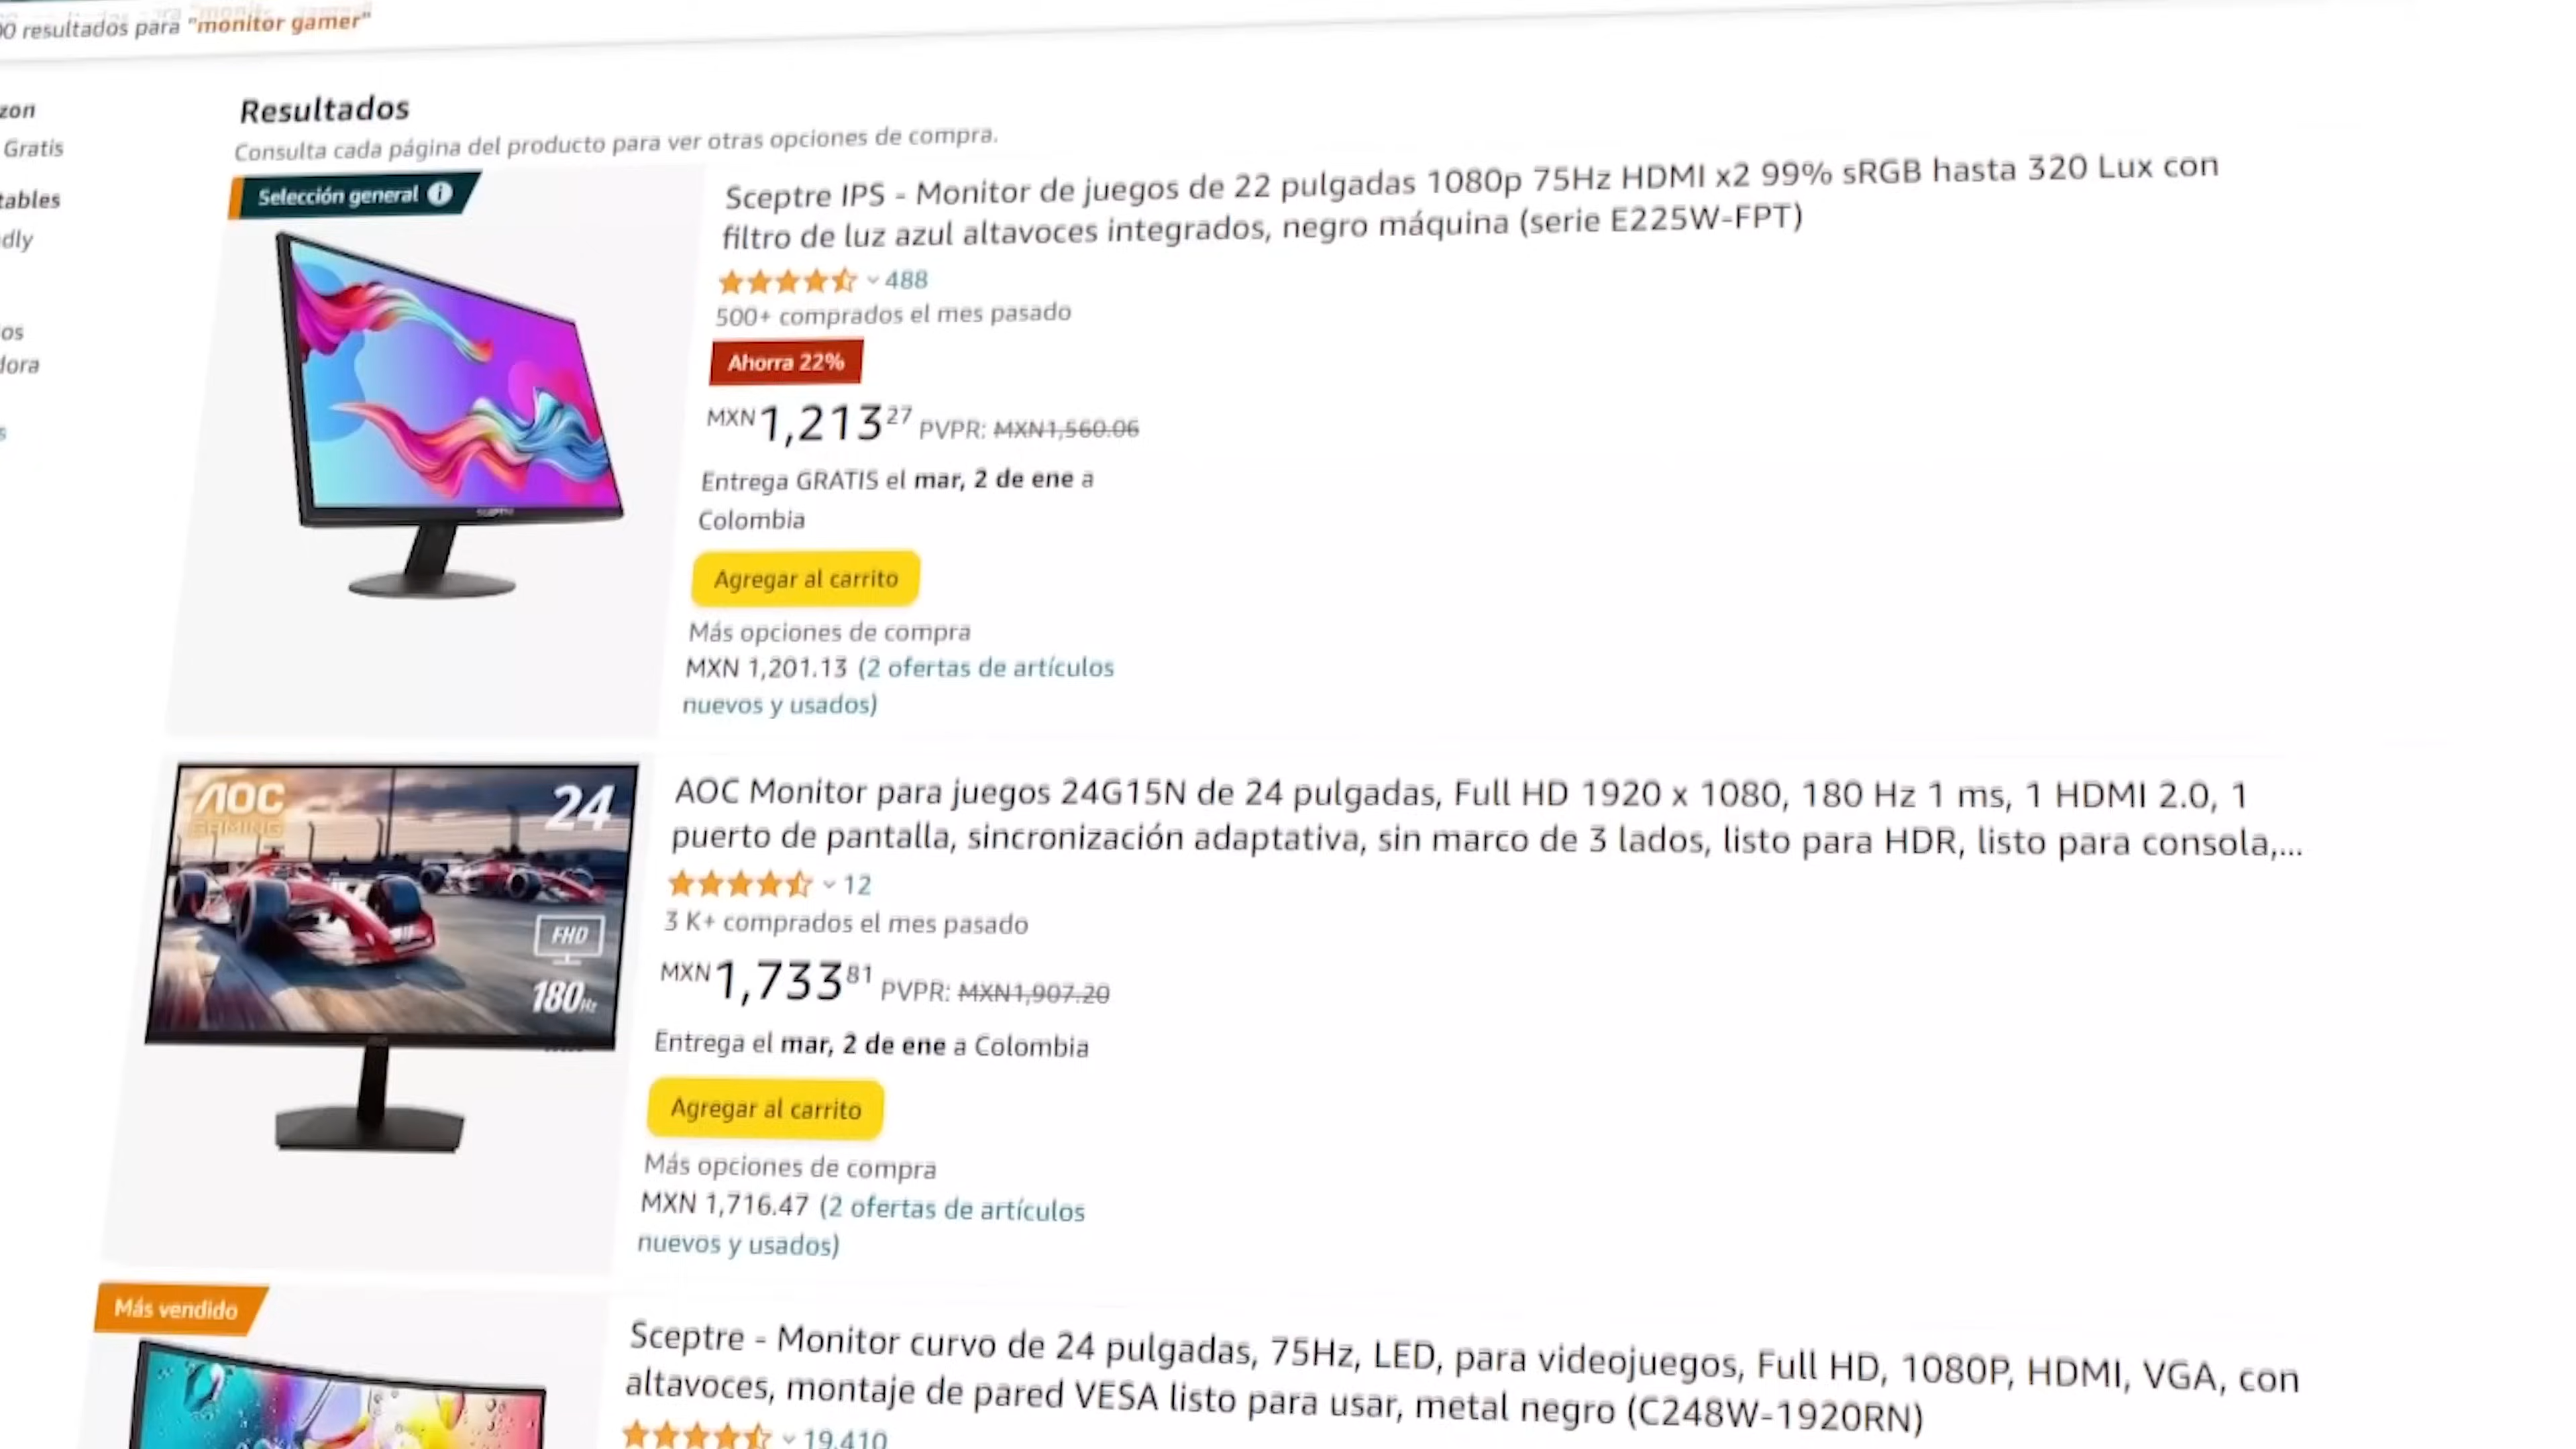 resultados para "monitor gamer"
Gratis
Resultados
Consulta cada página del producto para ver otras opciones de compra.
Selección general
Sceptre IPS - Monitor de juegos de 22 pulgadas 1080p 75Hz HDMI x2 99% sRGB hasta 320 Lux con
filtro de luz azul altavoces integrados, negro máquina (serie E225W-FPT)
488
500+ comprados el mes pasado
Ahorra 22%
MXN 1,213 27 PVPR: MXN1,560.06
Entrega GRATIS el mar, 2 de ene a
Colombia
Agregar al carrito
Más opciones de compra
MXN 1,201.13 (2 ofertas de artículos
nuevos y usados)
AOC
GAMING
24
FHD
180Hz
AOC Monitor para juegos 24G15N de 24 pulgadas, Full HD 1920 x 1080, 180 Hz 1 ms, 1 HDMI 2.0, 1
puerto de pantalla, sincronización adaptativa, sin marco de 3 lados, listo para HDR, listo para consola,...
12
3 K+ comprados el mes pasado
MXN 1,733 81 PVPR: MXN1,907.20
Entrega el mar, 2 de ene a Colombia
Agregar al carrito
Más opciones de compra
MXN 1,716.47 (2 ofertas de artículos
nuevos y usados)
Más vendido
Sceptre - Monitor curvo de 24 pulgadas, 75Hz, LED, para videojuegos, Full HD, 1080P, HDMI, VGA, con
altavoces, montaje de pared VESA listo para usar, metal negro (C248W-1920RN)
19,410